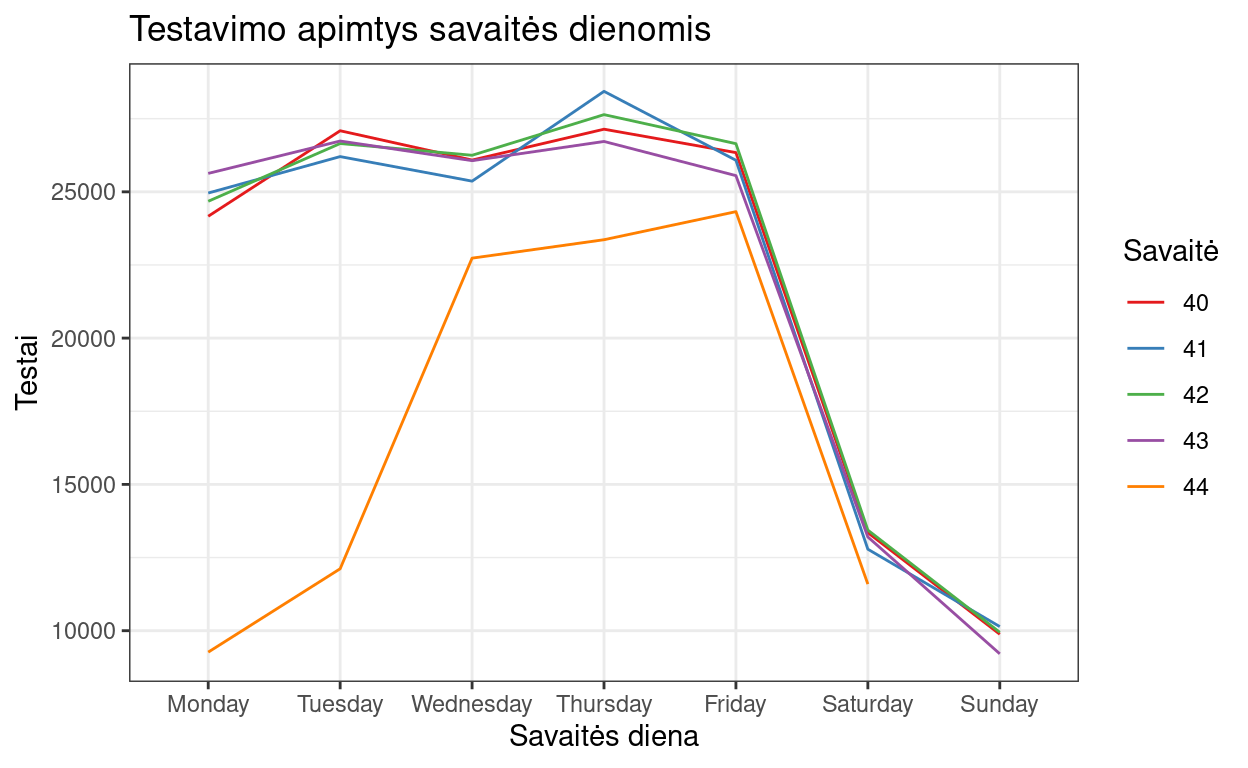 Testavimo apimtys savaitės dienomis
Testai
25000
20000
15000
10000
Monday Tuesday Wednesday Thursday Friday Saturday Sunday
Savaitės diena
Savaitė
40
41
42
43
44